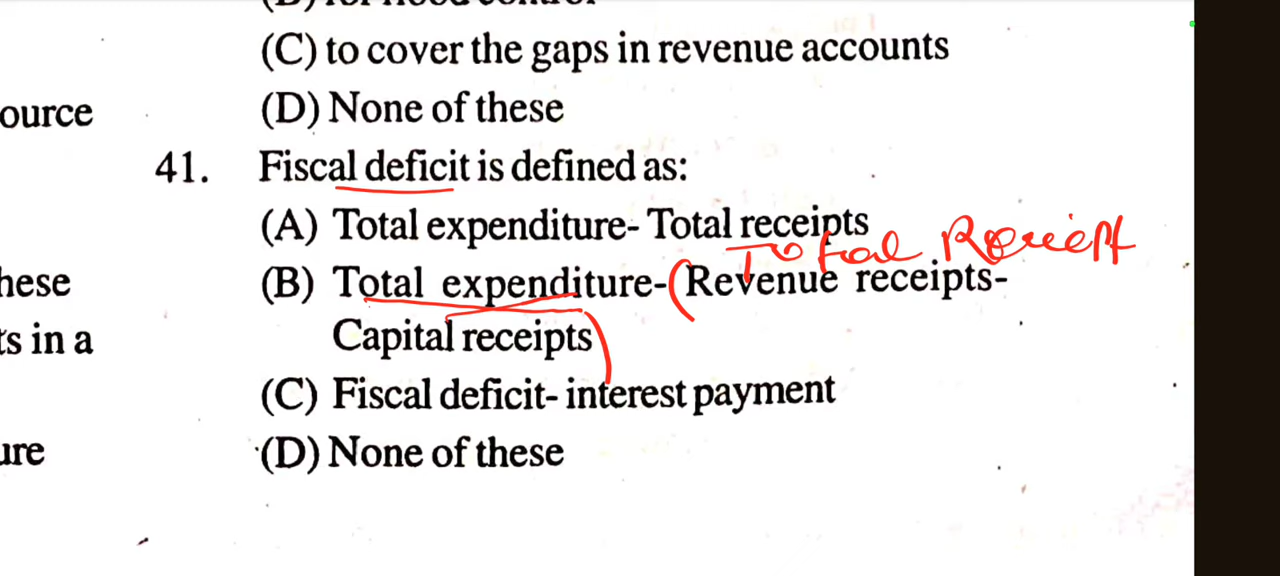 (C) to cover the gaps in revenue accounts
ource
(D) None of these
41. Fiscal deficit is defined as:
(A) Total expenditure- Total receipts
Total
hese
(B) Total expenditure-(Revenue receipts-
ts in a
Capital receipts)
(C) Fiscal deficit- interest payment
ure
(D) None of these